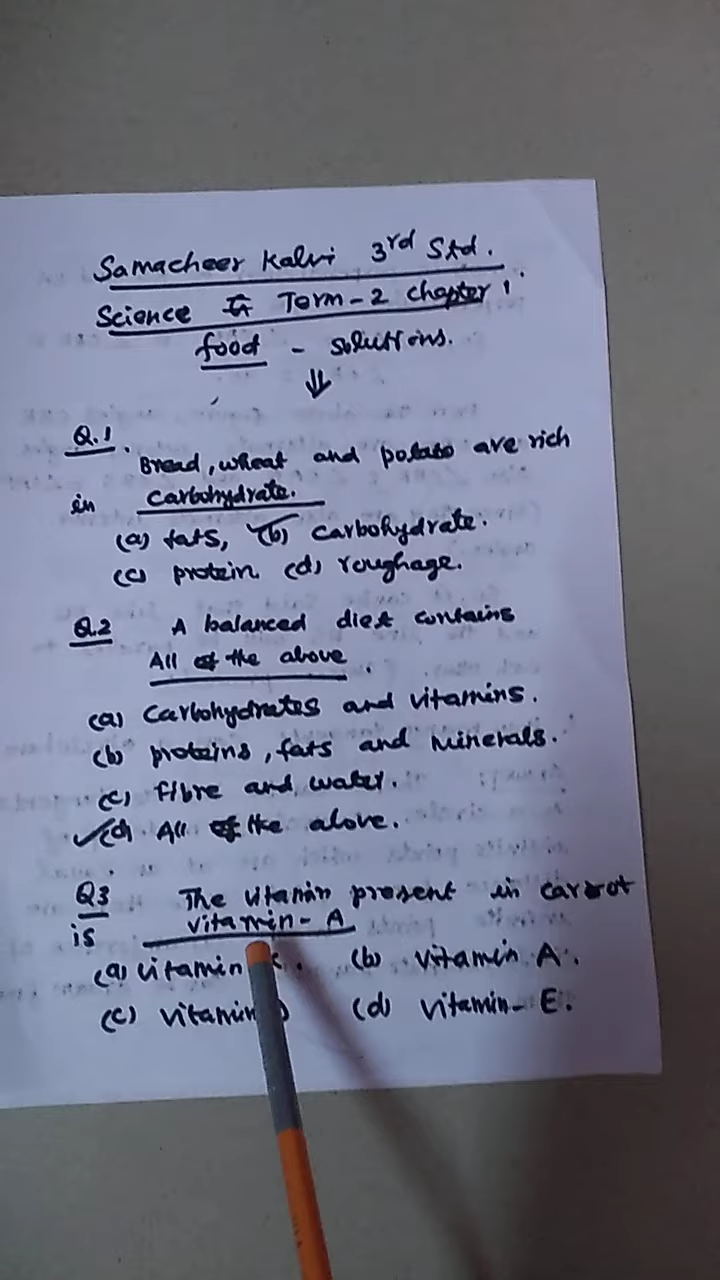 Samacheer Kalvi 3rd Std.
Science Term-2 chapter 1.
food - solutions.
⇓
Q.1. Bread, wheat and potato are rich
in Carbohydrate.
(a) fats, (b) Carbohydrate.
(c) protein (d) roughage.
Q.2 A balanced diet contains
All of the above.
(a) Carbohydrates and vitamins.
(b) proteins, fats and Minerals.
(c) fibre and water.
(d) All of the above.
Q3 The vitamin present in carrot
is vitamin-A
(a) vitamin (b) vitamin A.
(c) vitamin (d) vitamin-E.